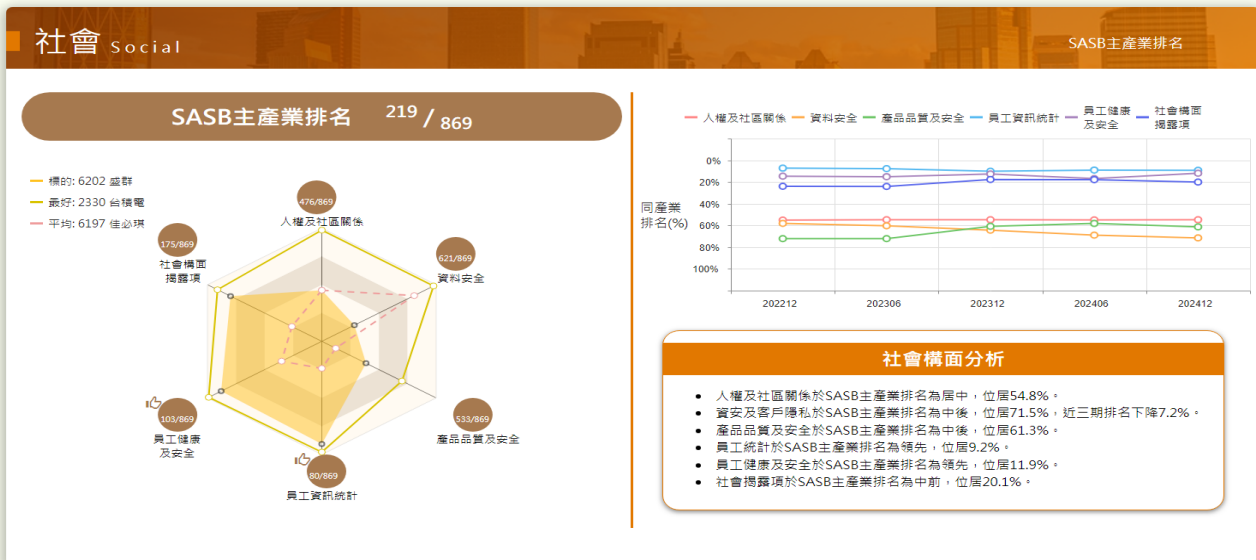 社會 Social
SASB主產業排名
SASB主產業排名 219 / 869
標的: 6202 盛群
最好: 2330 台積電
平均: 6197 佳必琪
476/869
人權及社區關係
621/869
資料安全
533/869
產品品質及安全
80/869
員工資訊統計
103/869
員工健康
及安全
175/869
社會構面
揭露項
人權及社區關係
資料安全
產品品質及安全
員工資訊統計
員工健康
及安全
社會構面
揭露項
同產業
排名(%)
0%
20%
40%
60%
80%
100%
202212
202306
202312
202406
202412
社會構面分析
• 人權及社區關係於SASB主產業排名為居中，位居54.8%。
• 資安及客戶隱私於SASB主產業排名為中後，位居71.5%，近三期排名下降7.2%。
• 產品品質及安全於SASB主產業排名為中後，位居61.3%。
• 員工統計於SASB主產業排名為領先，位居9.2%。
• 員工健康及安全於SASB主產業排名為領先，位居11.9%。
• 社會揭露項於SASB主產業排名為中前，位居20.1%。